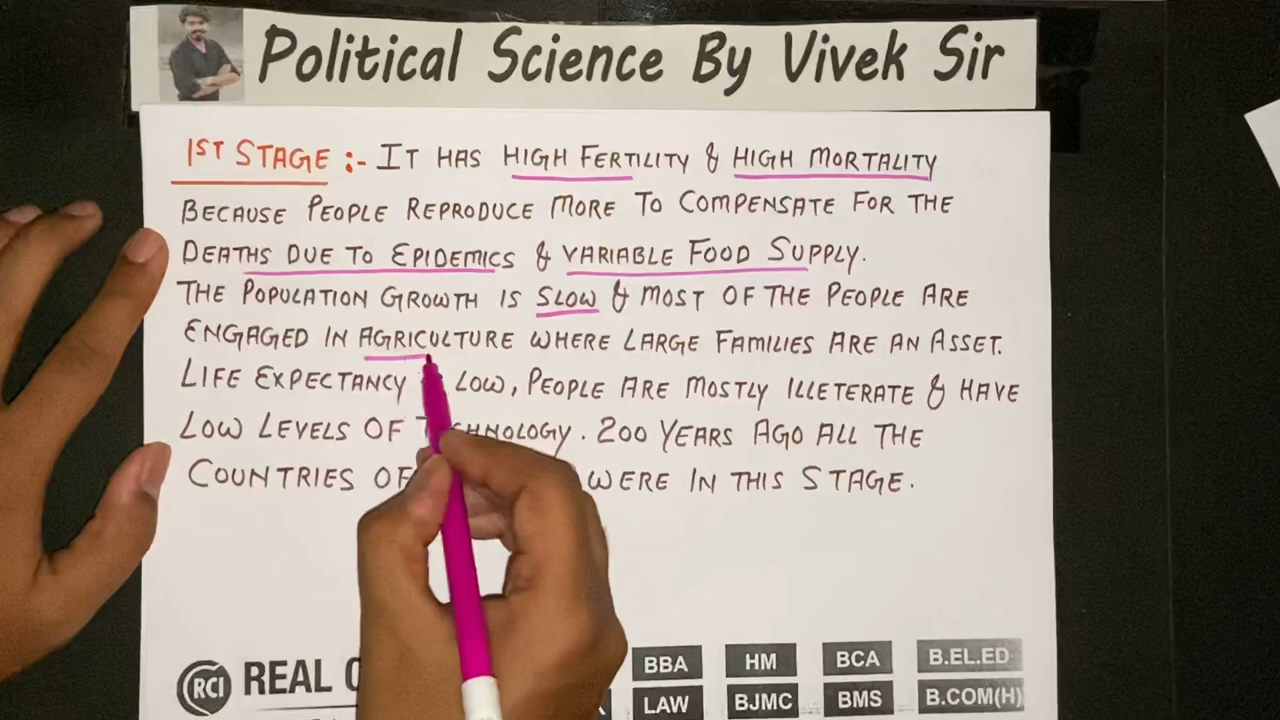 Political Science By Vivek Sir
1ST STAGE :- IT HAS HIGH FERTILITY & HIGH MORTALITY
BECAUSE PEOPLE REPRODUCE MORE TO COMPENSATE FOR THE
DEATHS DUE TO EPIDEMICS & VARIABLE FOOD SUPPLY.
THE POPULATION GROWTH IS SLOW & MOST OF THE PEOPLE ARE
ENGAGED IN AGRICULTURE WHERE LARGE FAMILIES ARE AN ASSET.
LIFE EXPECTANCY LOW, PEOPLE ARE MOSTLY ILLETERATE & HAVE
LOW LEVELS OF TECHNOLOGY. 200 YEARS AGO ALL THE
COUNTRIES OF WERE IN THIS STAGE.
RCI REAL
BBA HM BCA B.EL.ED
LAW BJMC BMS B.COM(H)